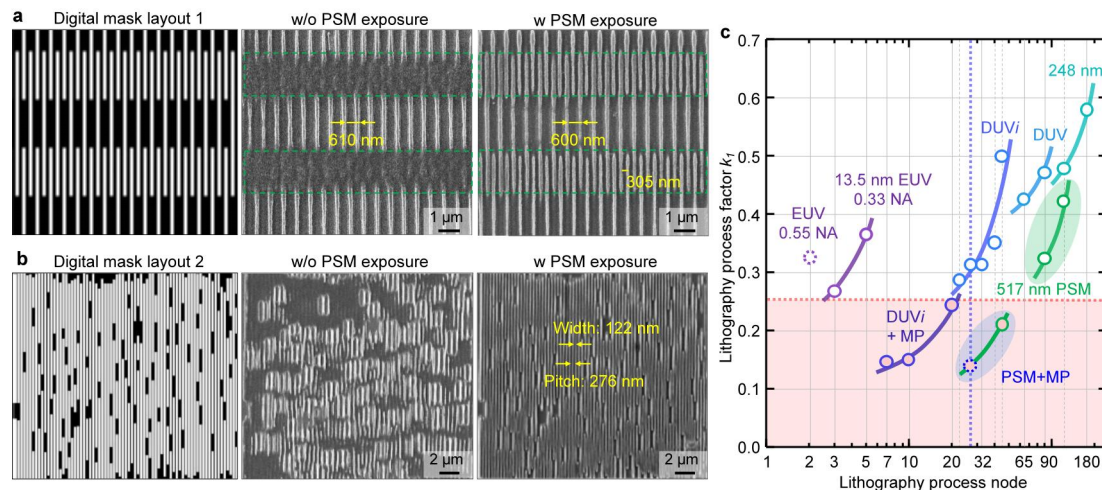 a
Digital mask layout 1
w/o PSM exposure
w PSM exposure
610 nm
600 nm
305 nm
1 µm
1 µm
b
Digital mask layout 2
w/o PSM exposure
w PSM exposure
Width: 122 nm
Pitch: 276 nm
2 µm
2 µm
c
Lithography process factor k1
0.7
0.6
0.5
0.4
0.3
0.2
0.1
0.0
248 nm
DUVi
DUV
13.5 nm EUV
0.33 NA
EUV
0.55 NA
517 nm PSM
DUVi
+ MP
PSM+MP
1
2
3
5
7
10
20
32
65
90
180
Lithography process node